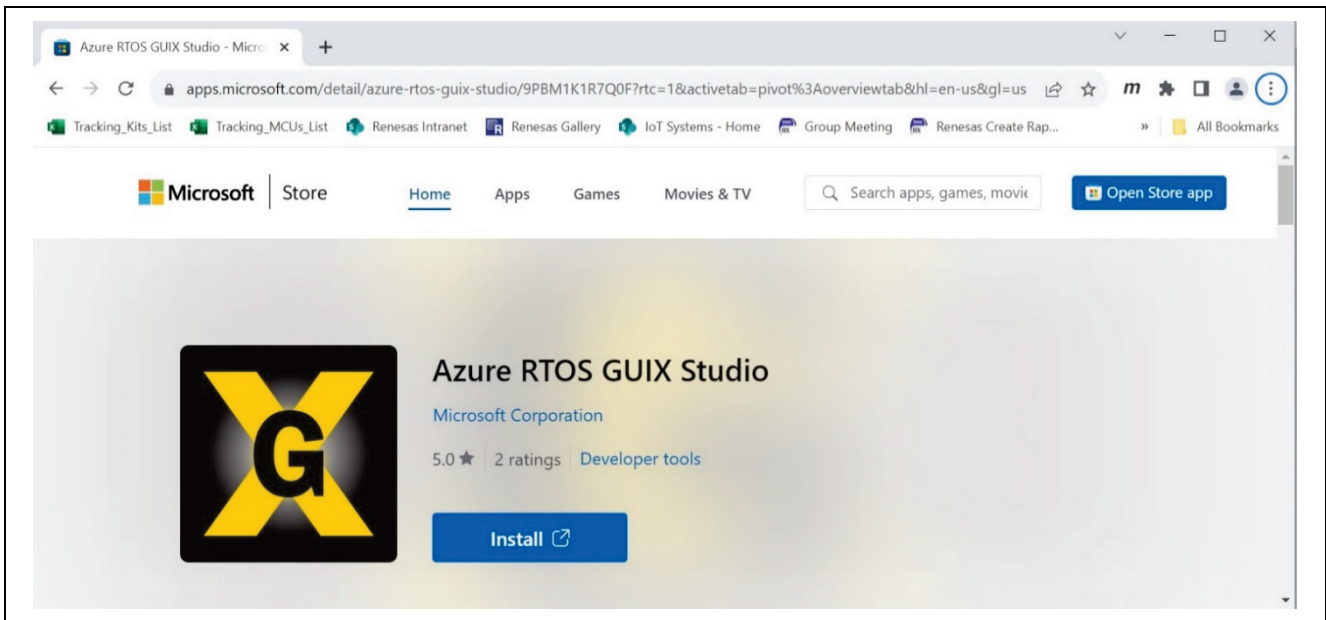 Azure RTOS GUIX Studio - Micro
apps.microsoft.com/detail/azure-rtos-guix-studio/9PBM1K1R7Q0F?rtc=1&activetab=pivot%3Aoverviewtab&hl=en-us&gl=us
Tracking_Kits_List Tracking_MCUs_List Renesas Intranet Renesas Gallery IoT Systems - Home Group Meeting Renesas Create Rap... » All Bookmarks
Microsoft Store Home Apps Games Movies & TV Search apps, games, movie Open Store app
Azure RTOS GUIX Studio
Microsoft Corporation
5.0 ★ 2 ratings Developer tools
X G
Install